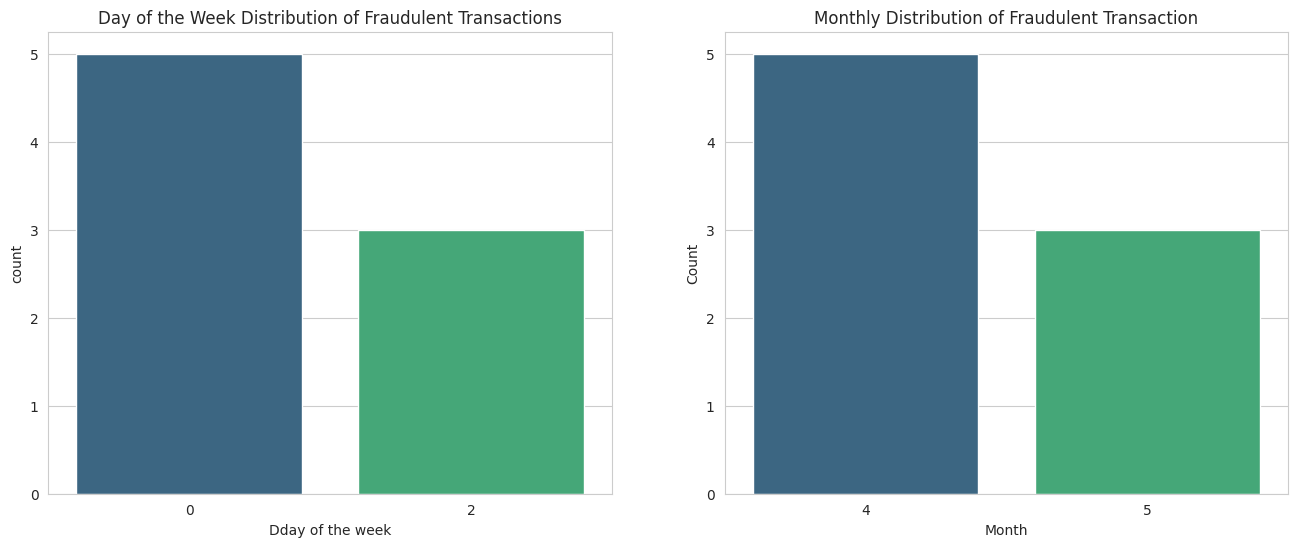 Day of the Week Distribution of Fraudulent Transactions
5
4
3
2
1
0
count
0 2
Dday of the week
Monthly Distribution of Fraudulent Transaction
5
4
3
2
1
0
Count
4 5
Month